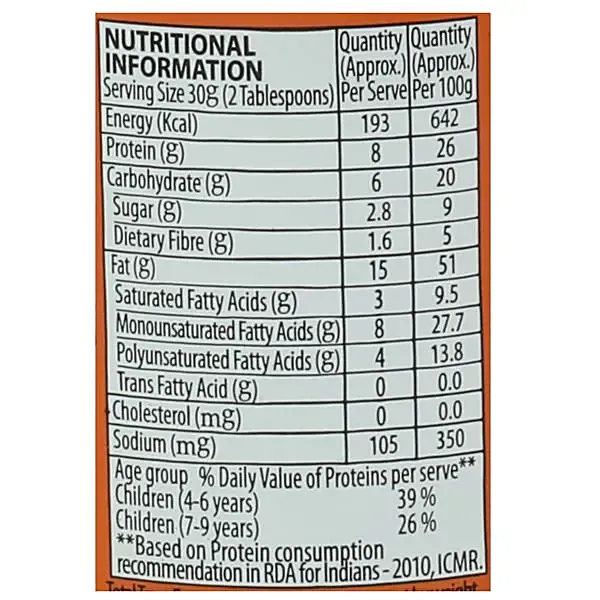 NUTRITIONAL INFORMATION
Serving Size 30g (2 Tablespoons) Quantity (Approx.) Per Serve Quantity (Approx.) Per 100g
Energy (Kcal) 193 642
Protein (g) 8 26
Carbohydrate (g) 6 20
Sugar (g) 2.8 9
Dietary Fibre (g) 1.6 5
Fat (g) 15 51
Saturated Fatty Acids (g) 3 9.5
Monounsaturated Fatty Acids (g) 8 27.7
Polyunsaturated Fatty Acids (g) 4 13.8
Trans Fatty Acid (g) 0 0.0
Cholesterol (mg) 0 0.0
Sodium (mg) 105 350
Age group % Daily Value of Proteins per serve**
Children (4-6 years) 39 %
Children (7-9 years) 26 %
**Based on Protein consumption
recommendation in RDA for Indians - 2010, ICMR.